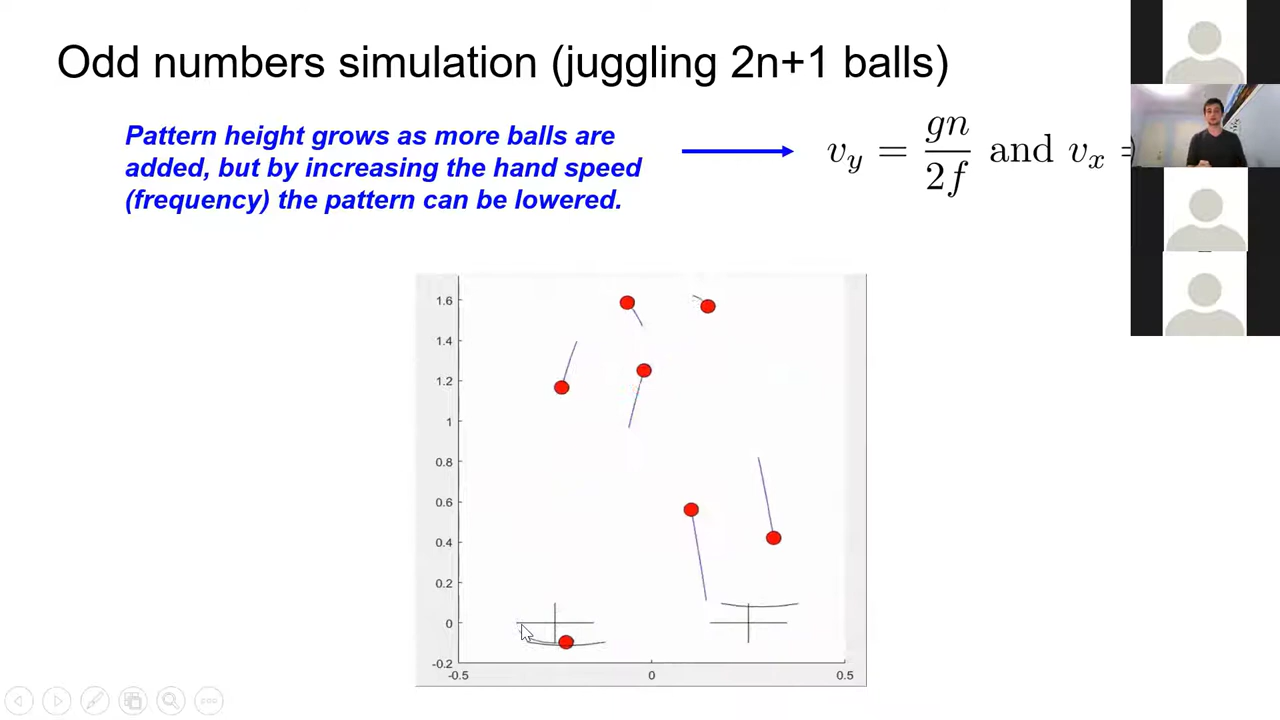 Odd numbers simulation (juggling 2n+1 balls)
Pattern height grows as more balls are
added, but by increasing the hand speed
(frequency) the pattern can be lowered.
v_y = gn/2f and v_x =
1.6
1.4
1.2
1
0.8
0.6
0.4
0.2
0
-0.2
-0.5 0 0.5